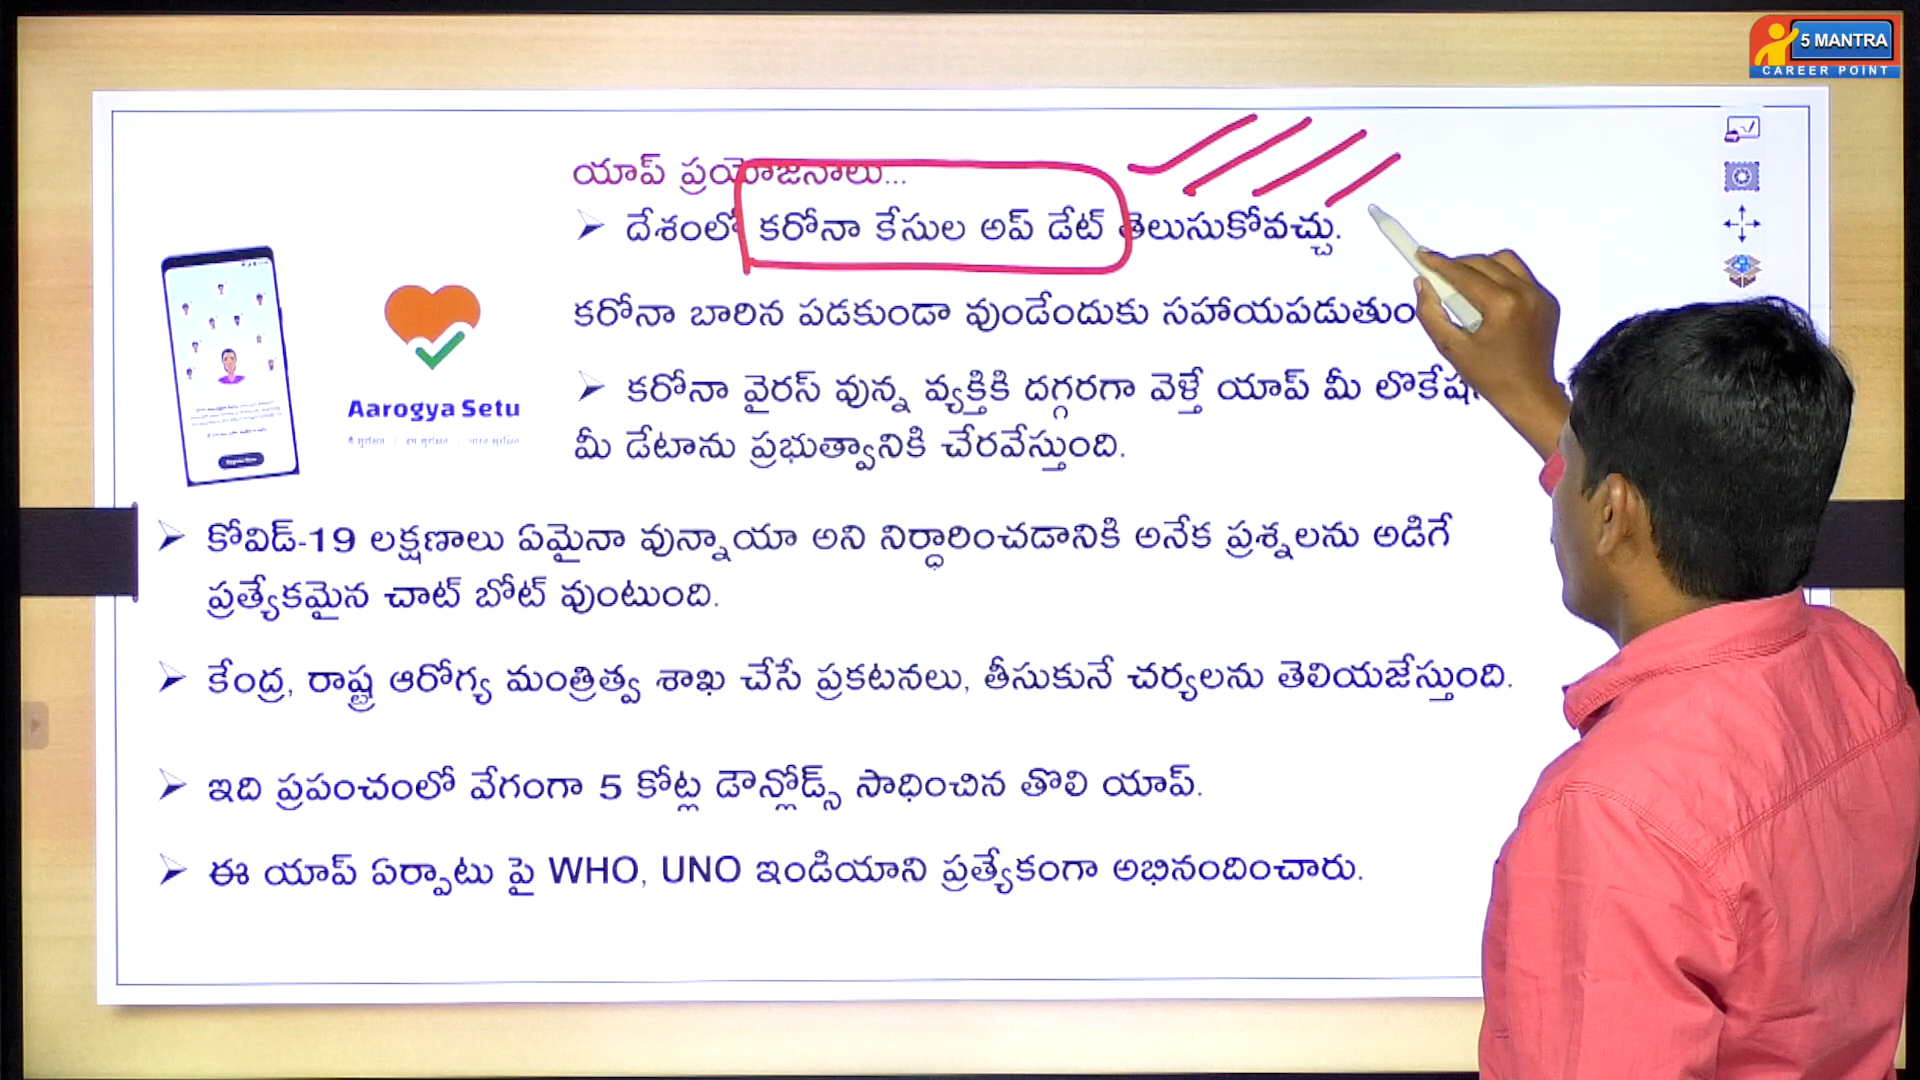 5 MANTRA
CAREER POINT
యాప్ ప్రయోజనాలు...
➢ దేశంలో కరోనా కేసుల అప్ డేట్ తెలుసుకోవచ్చు.
కరోనా బారిన పడకుండా వుండేందుకు
➢ కరోనా వైరస్ వున్న వ్యక్తికి దగ్గరగా వెళ్తే యాప్ మీ
మీ డేటాను ప్రభుత్వానికి చేరవేస్తుంది.
Aarogya Setu
➢ కోవిడ్-19 లక్షణాలు ఏమైనా వున్నాయా అని నిర్ధారించడానికి అనేక ప్రశ్నలను అడిగే
ప్రత్యేకమైన చాట్ బోట్ వుంటుంది.
➢ కేంద్ర, రాష్ట్ర ఆరోగ్య మంత్రిత్వ శాఖ చేసే ప్రకటనలు, తీసుకునే చర్యలను తెలియజేస్తుంది.
➢ ఇది ప్రపంచంలో వేగంగా 5 కోట్ల డౌన్లోడ్స్ సాధించిన తొలి యాప్.
➢ ఈ యాప్ ఏర్పాటు పై WHO, UNO ఇండియాని ప్రత్యేకంగా అభినందించారు.